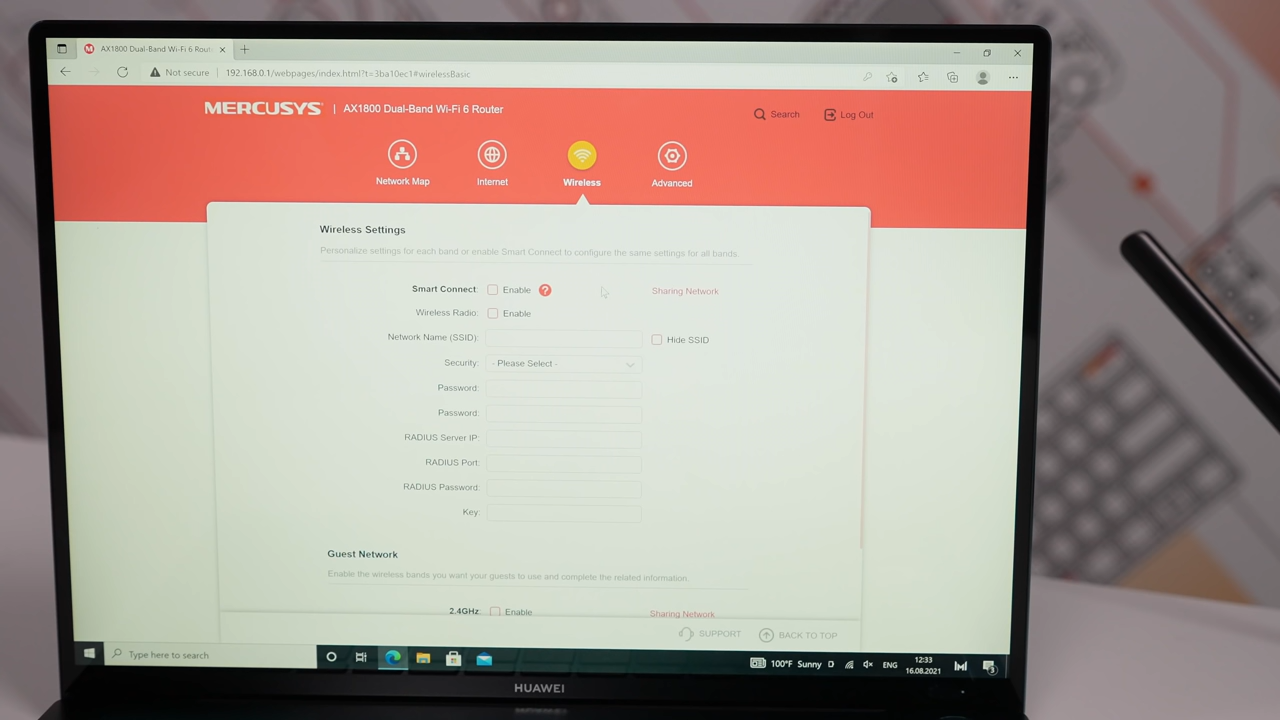 AX1800 Dual-Band Wi-Fi 6 Rout
Not secure | 192.168.0.1/webpages/index.html?t=3ba10ec1#wirelessBasic
MERCUSYS | AX1800 Dual-Band Wi-Fi 6 Router
Search
Log Out
Network Map
Internet
Wireless
Advanced
Wireless Settings
Personalize settings for each band or enable Smart Connect to configure the same settings for all bands.
Smart Connect: Enable ? Sharing Network
Wireless Radio: Enable
Network Name (SSID): Hide SSID
Security: - Please Select -
Password:
Password:
RADIUS Server IP:
RADIUS Port:
RADIUS Password:
Key:
Guest Network
Enable the wireless bands you want your guests to use and complete the related information.
2.4GHz: Enable Sharing Network
SUPPORT BACK TO TOP
Type here to search
100°F Sunny
ENG
12:33
16.08.2021
3
HUAWEI